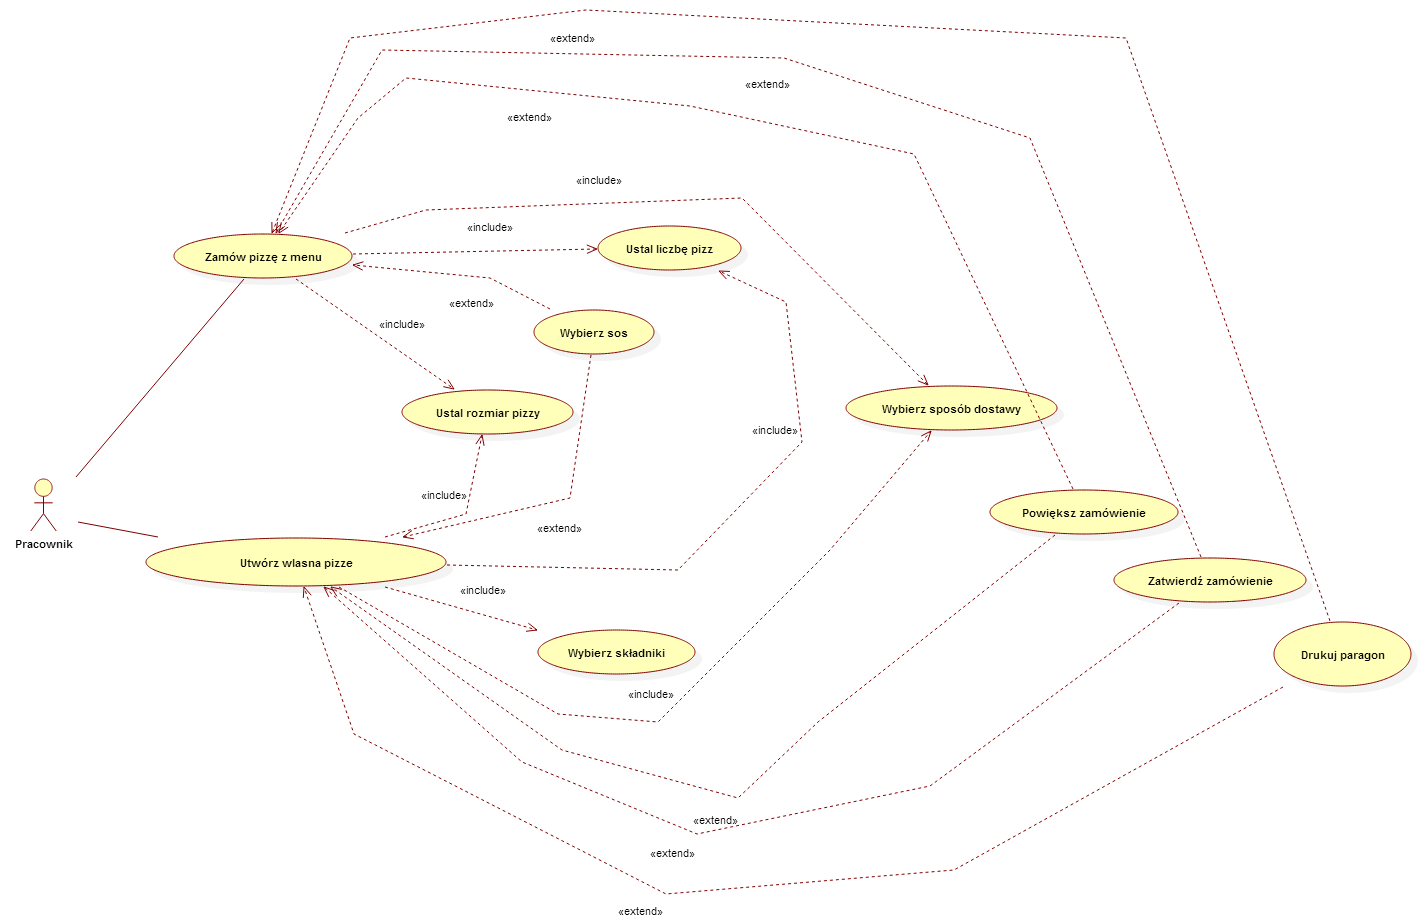 «extend»
«extend»
«extend»
«include»
«include»
Ustal liczbę pizz
Zamów pizzę z menu
«extend»
«include»
Wybierz sos
Ustal rozmiar pizzy
Wybierz sposób dostawy
«include»
«include»
Powiększ zamówienie
«extend»
Pracownik
Utwórz wlasna pizze
Zatwierdź zamówienie
«include»
Wybierz składniki
Drukuj paragon
«include»
«extend»
«extend»
«extend»